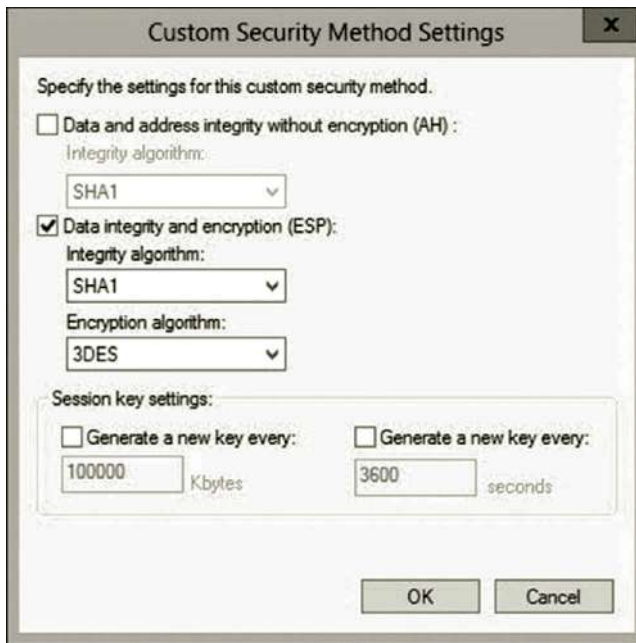 Custom Security Method Settings
x
Specify the settings for this custom security method.
Data and address integrity without encryption (AH) :
Integrity algorithm:
SHA1
Data integrity and encryption (ESP):
Integrity algorithm:
SHA1
Encryption algorithm:
3DES
Session key settings:
Generate a new key every: Generate a new key every:
100000 Kbytes 3600 seconds
OK Cancel